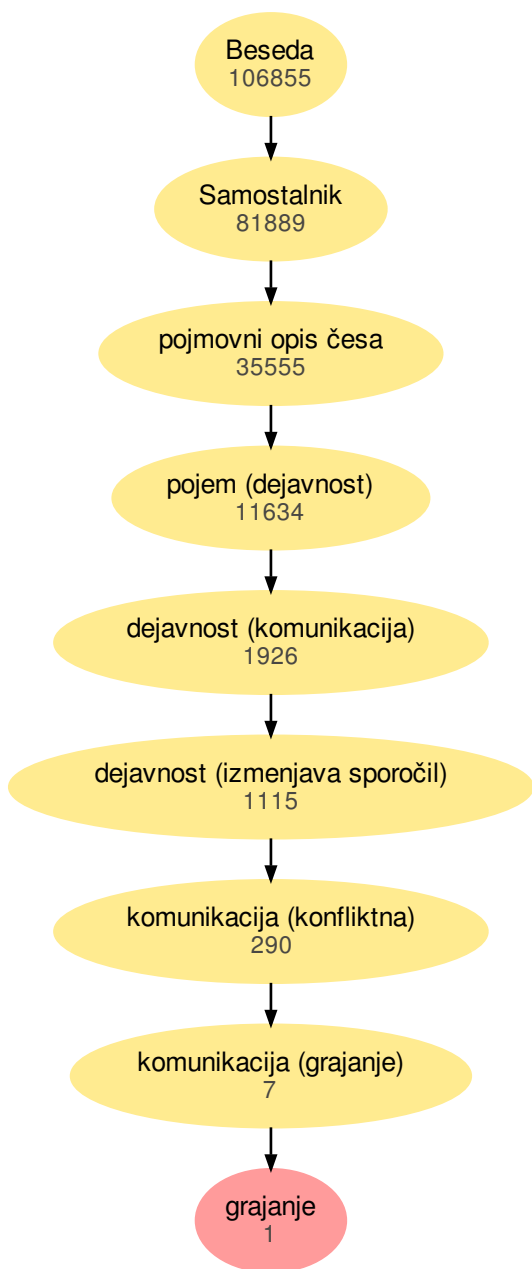 Beseda
106855
Samostalnik
81889
pojmovni opis česa
35555
pojem (dejavnost)
11634
dejavnost (komunikacija)
1926
dejavnost (izmenjava sporočil)
1115
komunikacija (konfliktna)
290
komunikacija (grajanje)
7
grajanje
1